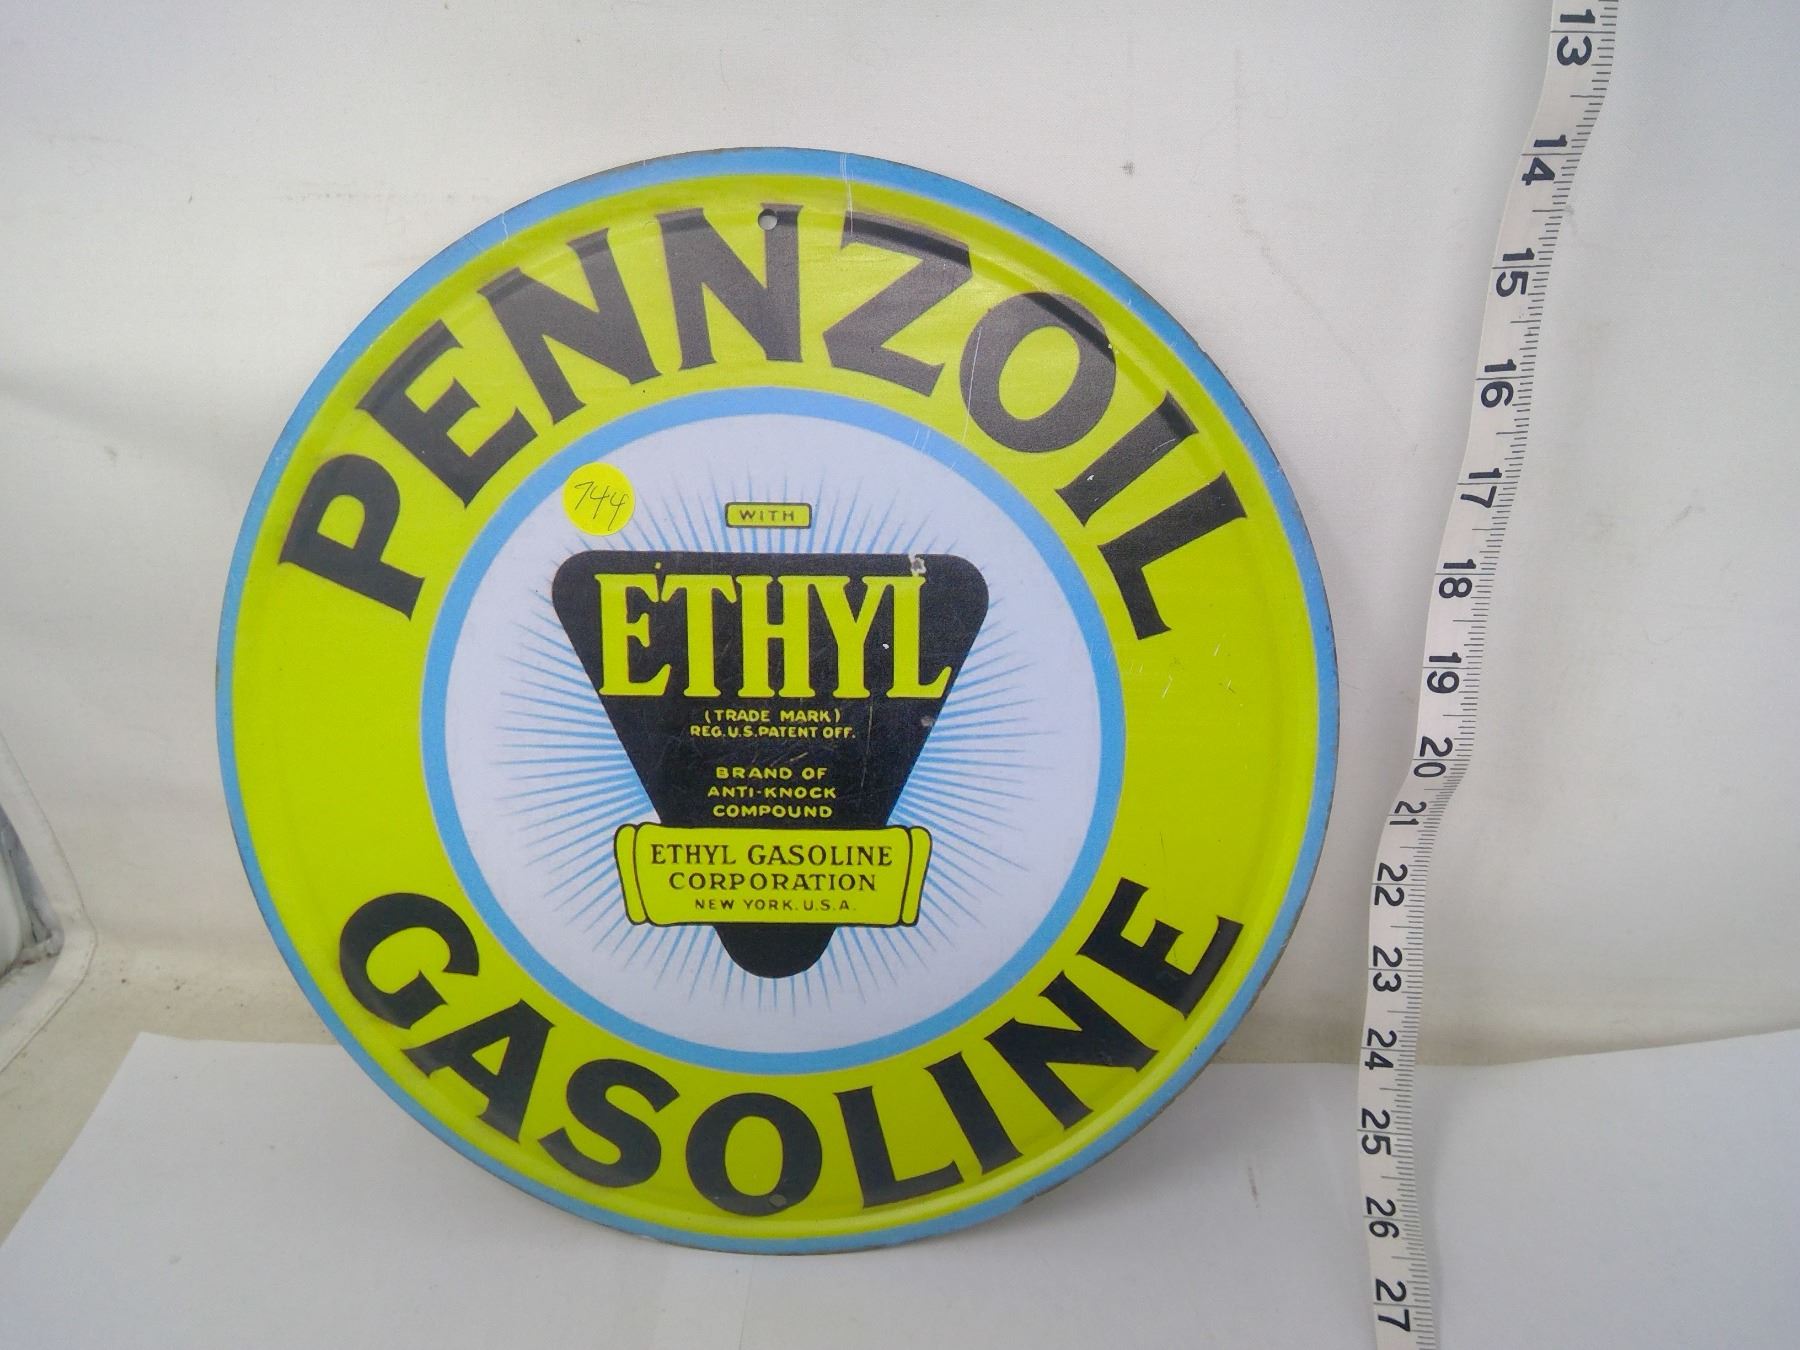 PENNZOIL
744
WITH
ETHYL
(TRADE MARK)
REG. U.S. PATENT OFF.
BRAND OF
ANTI-KNOCK
COMPOUND
ETHYL GASOLINE
CORPORATION
NEW YORK. U.S.A.
GASOLINE
13
14
15
16
17
18
19
20
21
22
23
24
25
26
27